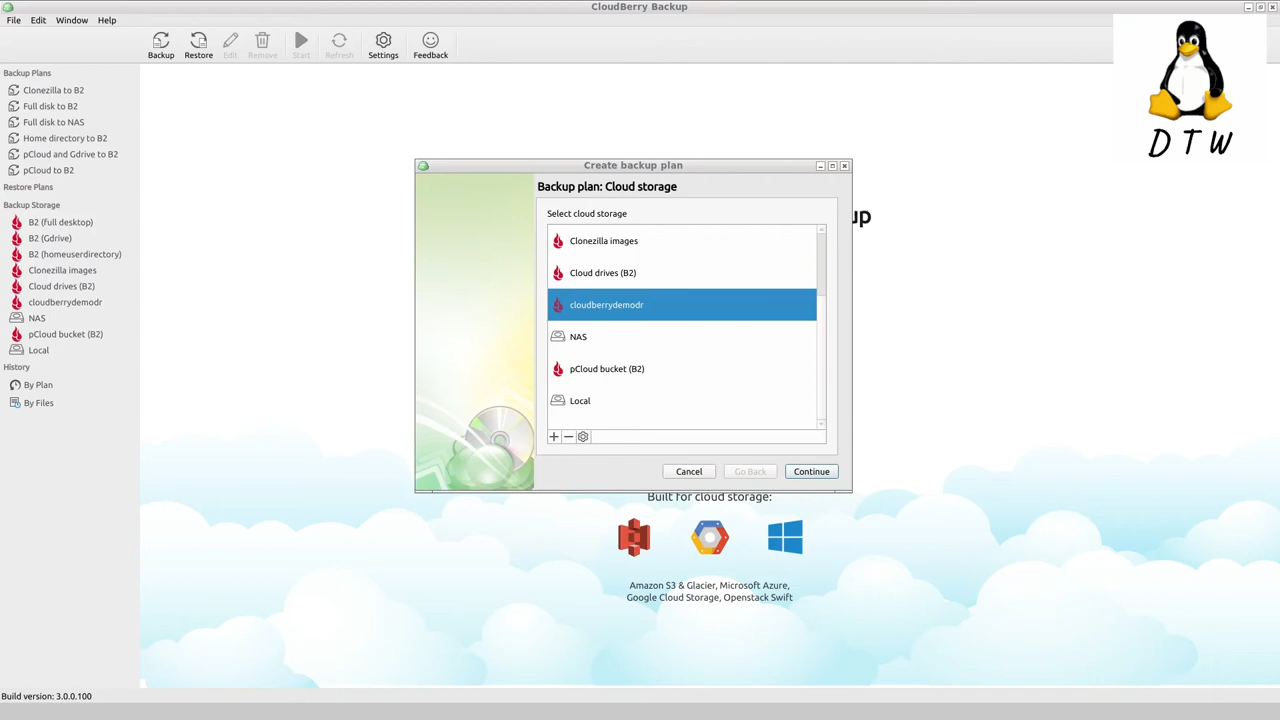 CloudBerry Backup
File Edit Window Help
Backup Restore Edit Remove Start Refresh Settings Feedback
DTW
Backup Plans
Clonezilla to B2
Full disk to B2
Full disk to NAS
Home directory to B2
pCloud and Gdrive to B2
pCloud to B2
Restore Plans
Backup Storage
B2 (full desktop)
B2 (Gdrive)
B2 (homeuserdirectory)
Clonezilla images
Cloud drives (B2)
cloudberrydemodr
NAS
pCloud bucket (B2)
Local
History
By Plan
By Files
Create backup plan
Backup plan: Cloud storage
Select cloud storage
Clonezilla images
Cloud drives (B2)
cloudberrydemodr
NAS
pCloud bucket (B2)
Local
Cancel Go Back Continue
up
Built for cloud storage:
Amazon S3 & Glacier, Microsoft Azure,
Google Cloud Storage, Openstack Swift
Build version: 3.0.0.100